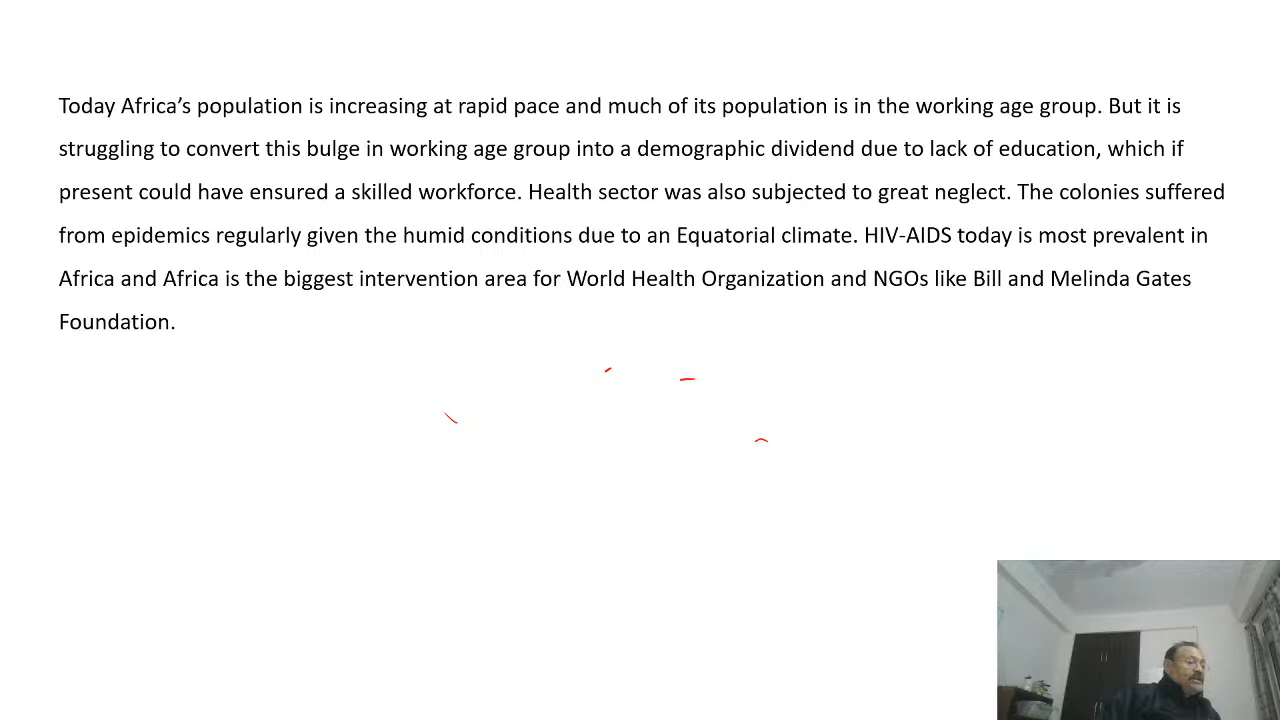 Today Africa’s population is increasing at rapid pace and much of its population is in the working age group. But it is
struggling to convert this bulge in working age group into a demographic dividend due to lack of education, which if
present could have ensured a skilled workforce. Health sector was also subjected to great neglect. The colonies suffered
from epidemics regularly given the humid conditions due to an Equatorial climate. HIV-AIDS today is most prevalent in
Africa and Africa is the biggest intervention area for World Health Organization and NGOs like Bill and Melinda Gates
Foundation.